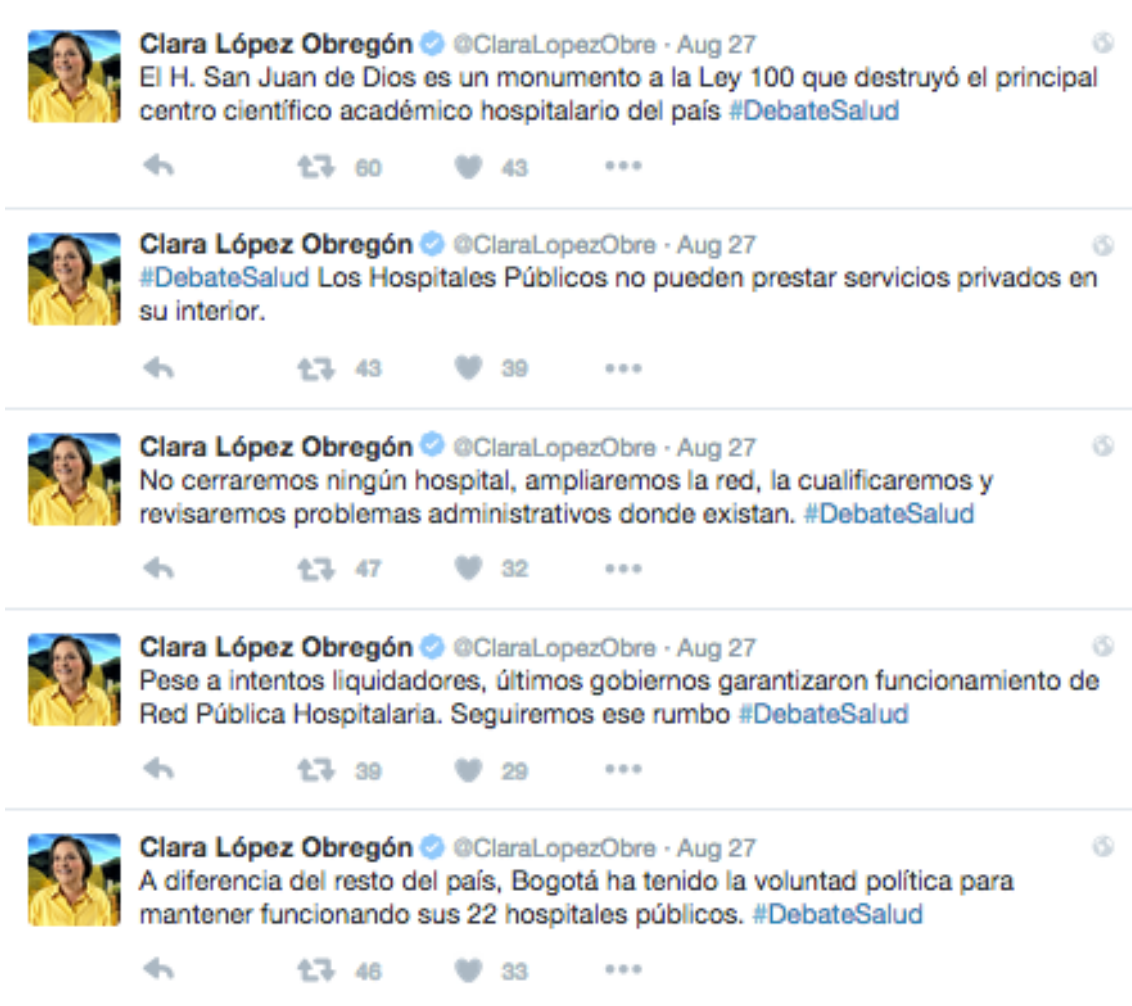 Clara López Obregón @ClaraLopezObre · Aug 27
El H. San Juan de Dios es un monumento a la Ley 100 que destruyó el principal
centro científico académico hospitalario del país #DebateSalud
60 43
Clara López Obregón @ClaraLopezObre · Aug 27
#DebateSalud Los Hospitales Públicos no pueden prestar servicios privados en
su interior.
43 39
Clara López Obregón @ClaraLopezObre · Aug 27
No cerraremos ningún hospital, ampliaremos la red, la cualificaremos y
revisaremos problemas administrativos donde existan. #DebateSalud
47 32
Clara López Obregón @ClaraLopezObre · Aug 27
Pese a intentos liquidadores, últimos gobiernos garantizaron funcionamiento de
Red Pública Hospitalaria. Seguiremos ese rumbo #DebateSalud
39 29
Clara López Obregón @ClaraLopezObre · Aug 27
A diferencia del resto del país, Bogotá ha tenido la voluntad política para
mantener funcionando sus 22 hospitales públicos. #DebateSalud
46 33